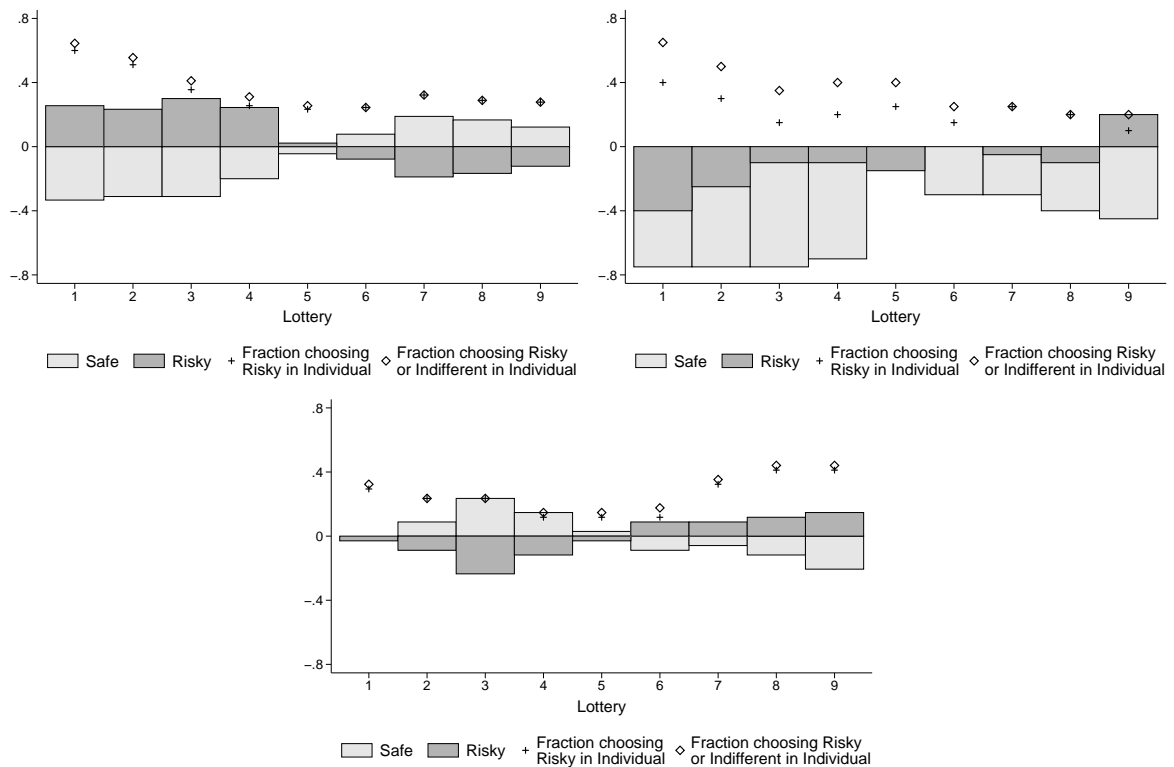 .8
.4
0
–.4
–.8
1 2 3 4 5 6 7 8 9
Lottery
Safe Risky Fraction choosing Fraction choosing Risky
Risky in Individual or Indifferent in Individual
.8
.4
0
–.4
–.8
1 2 3 4 5 6 7 8 9
Lottery
Safe Risky Fraction choosing Fraction choosing Risky
Risky in Individual or Indifferent in Individual
.8
.4
0
–.4
–.8
1 2 3 4 5 6 7 8 9
Lottery
Safe Risky Fraction choosing Fraction choosing Risky
Risky in Individual or Indifferent in Individual